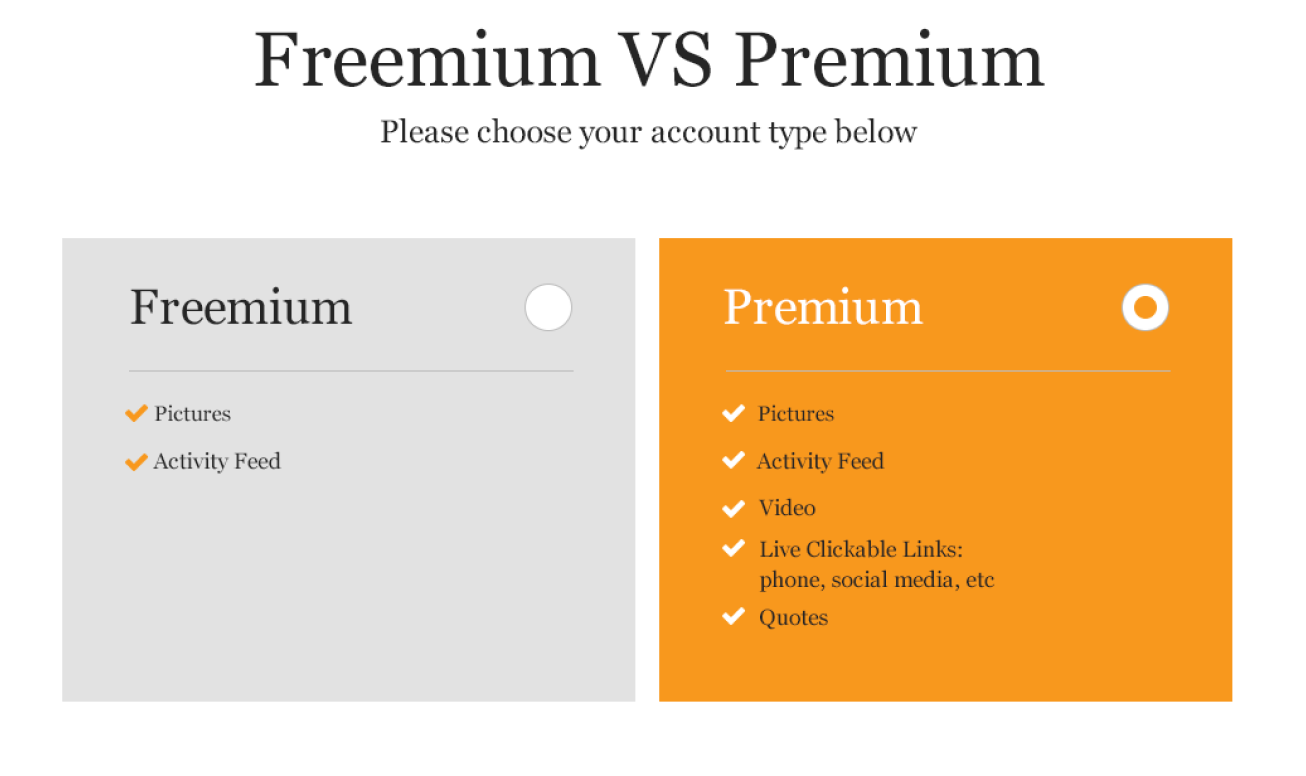 Freemium VS Premium
Please choose your account type below
Freemium
Pictures
Activity Feed
Premium
Pictures
Activity Feed
Video
Live Clickable Links:
phone, social media, etc
Quotes